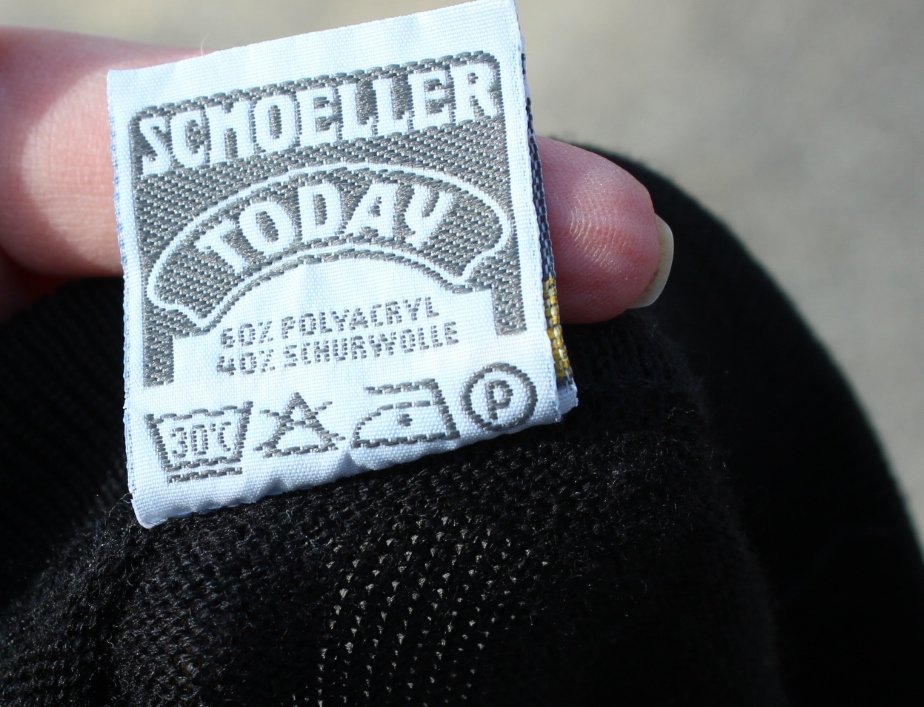 SCHOELLER
TODAY
60% POLYACRYL
40% SCHURWOLLE
30°C
P